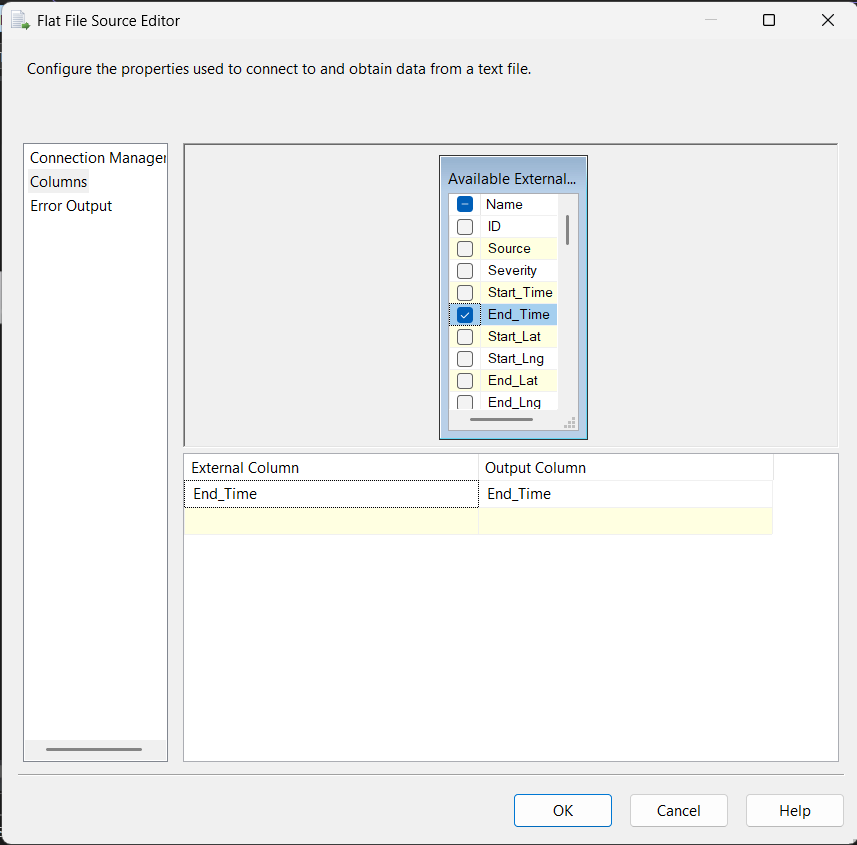 Flat File Source Editor
Configure the properties used to connect to and obtain data from a text file.
Connection Manager
Columns
Error Output
Available External...
Name
ID
Source
Severity
Start_Time
End_Time
Start_Lat
Start_Lng
End_Lat
End_Lng
External Column Output Column
End_Time End_Time
OK Cancel Help